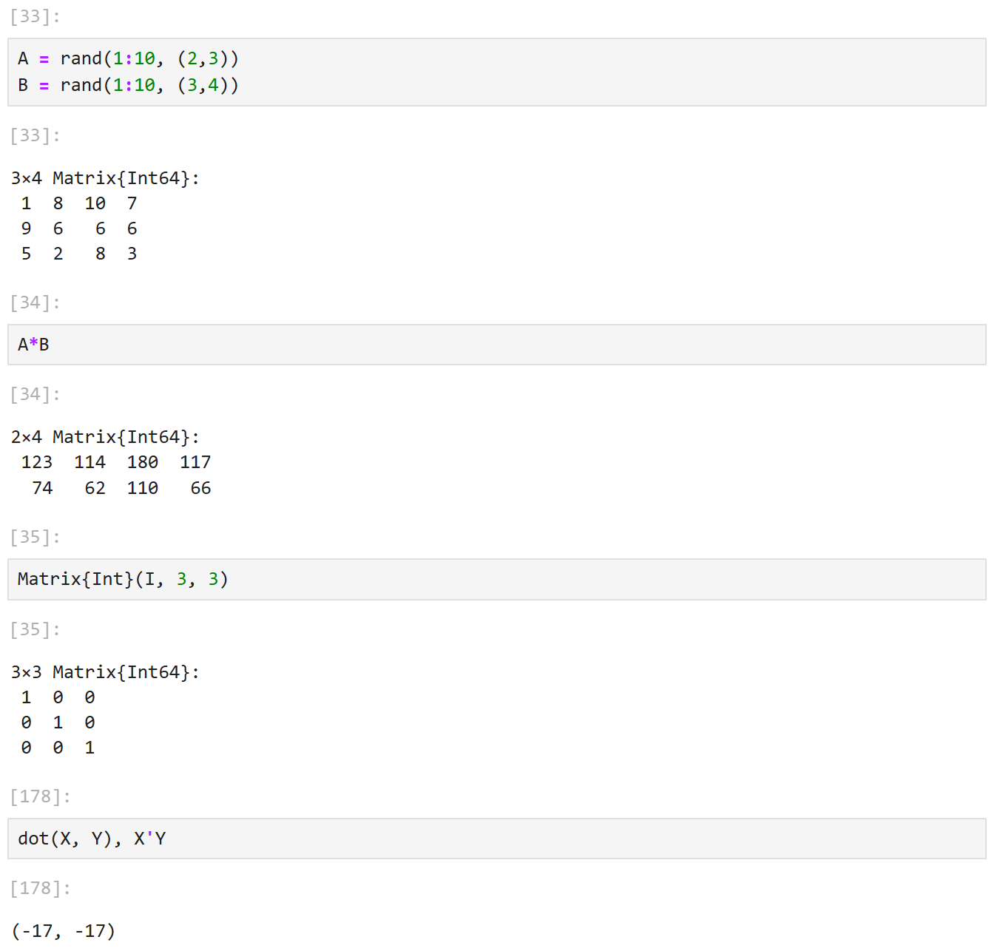 [33]:
A = rand(1:10, (2,3))
B = rand(1:10, (3,4))
[33]:
3×4 Matrix{Int64}:
 1  8  10  7
 9  6   6  6
 5  2   8  3
[34]:
A*B
[34]:
2×4 Matrix{Int64}:
 123  114  180  117
  74   62  110   66
[35]:
Matrix{Int}(I, 3, 3)
[35]:
3×3 Matrix{Int64}:
 1  0  0
 0  1  0
 0  0  1
[178]:
dot(X, Y), X'Y
[178]:
(-17, -17)